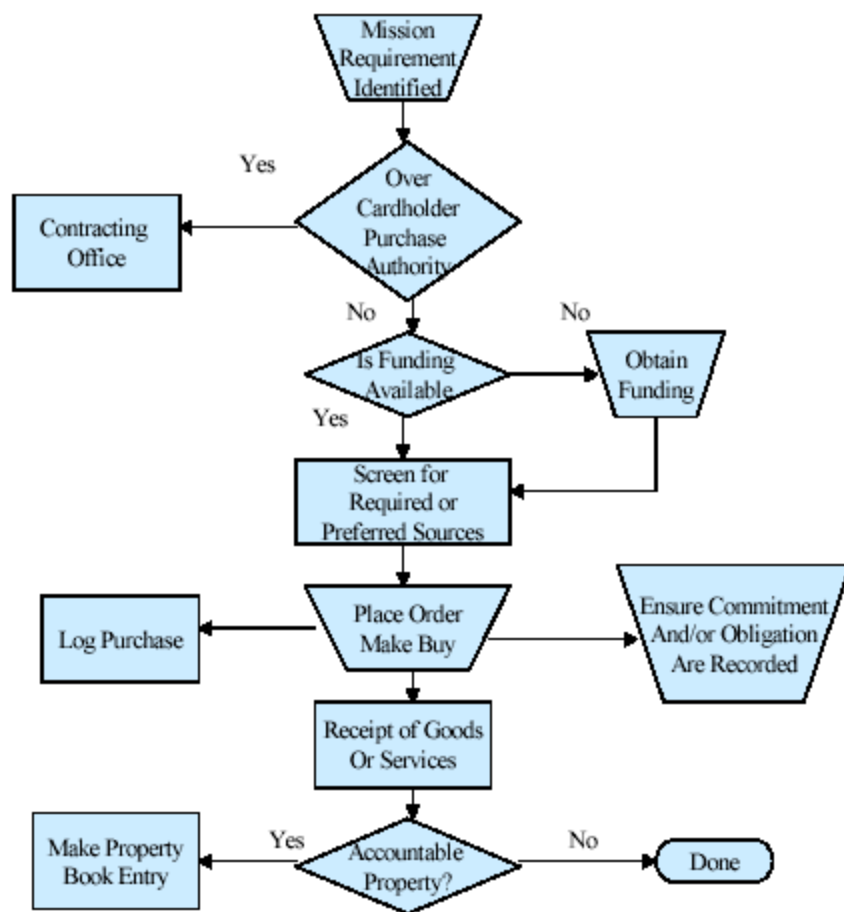 Mission
Requirement
Identified
Yes
Over
Cardholder
Purchase
Authority
Contracting
Office
No
No
Is Funding
Available
Obtain
Funding
Yes
Screen for
Required or
Preferred Sources
Place Order
Make Buy
Log Purchase
Ensure Commitment
And/or Obligation
Are Recorded
Receipt of Goods
Or Services
Yes
No
Accountable
Property?
Make Property
Book Entry
Done